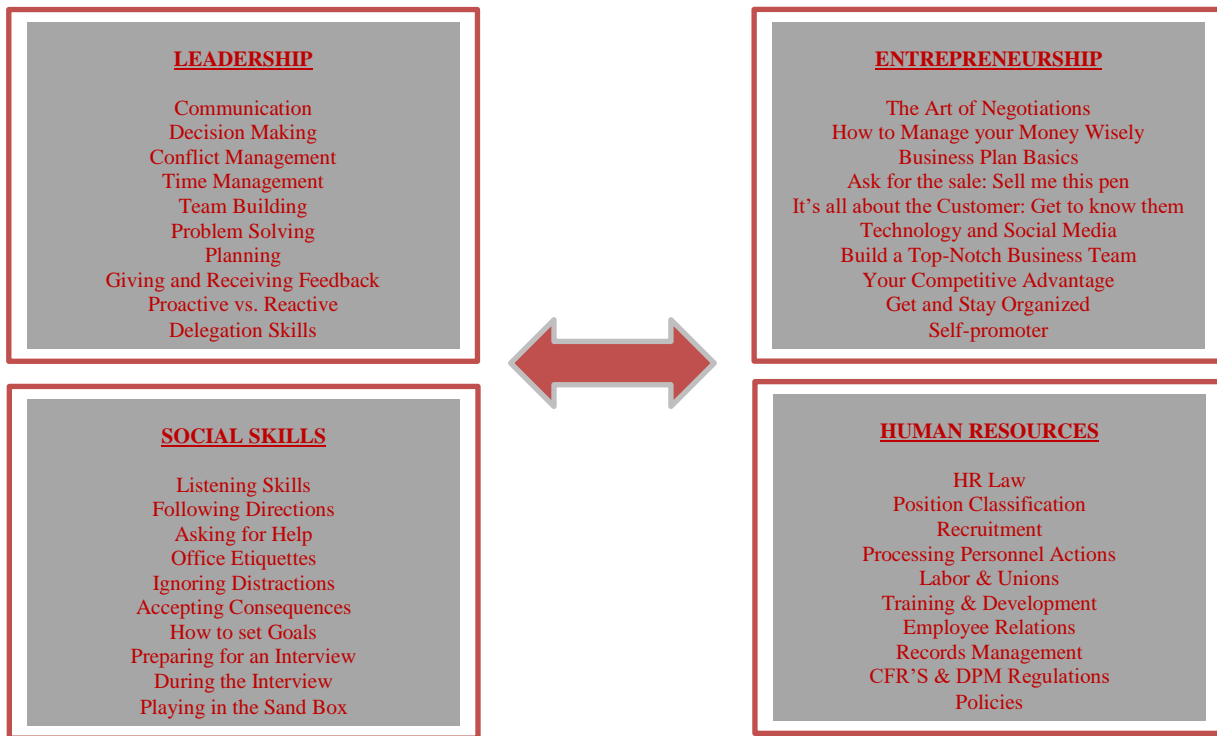 LEADERSHIP
Communication
Decision Making
Conflict Management
Time Management
Team Building
Problem Solving
Planning
Giving and Receiving Feedback
Proactive vs. Reactive
Delegation Skills
ENTREPRENEURSHIP
The Art of Negotiations
How to Manage your Money Wisely
Business Plan Basics
Ask for the sale: Sell me this pen
It’s all about the Customer: Get to know them
Technology and Social Media
Build a Top-Notch Business Team
Your Competitive Advantage
Get and Stay Organized
Self-promoter
SOCIAL SKILLS
Listening Skills
Following Directions
Asking for Help
Office Etiquettes
Ignoring Distractions
Accepting Consequences
How to set Goals
Preparing for an Interview
During the Interview
Playing in the Sand Box
HUMAN RESOURCES
HR Law
Position Classification
Recruitment
Processing Personnel Actions
Labor & Unions
Training & Development
Employee Relations
Records Management
CFR’S & DPM Regulations
Policies